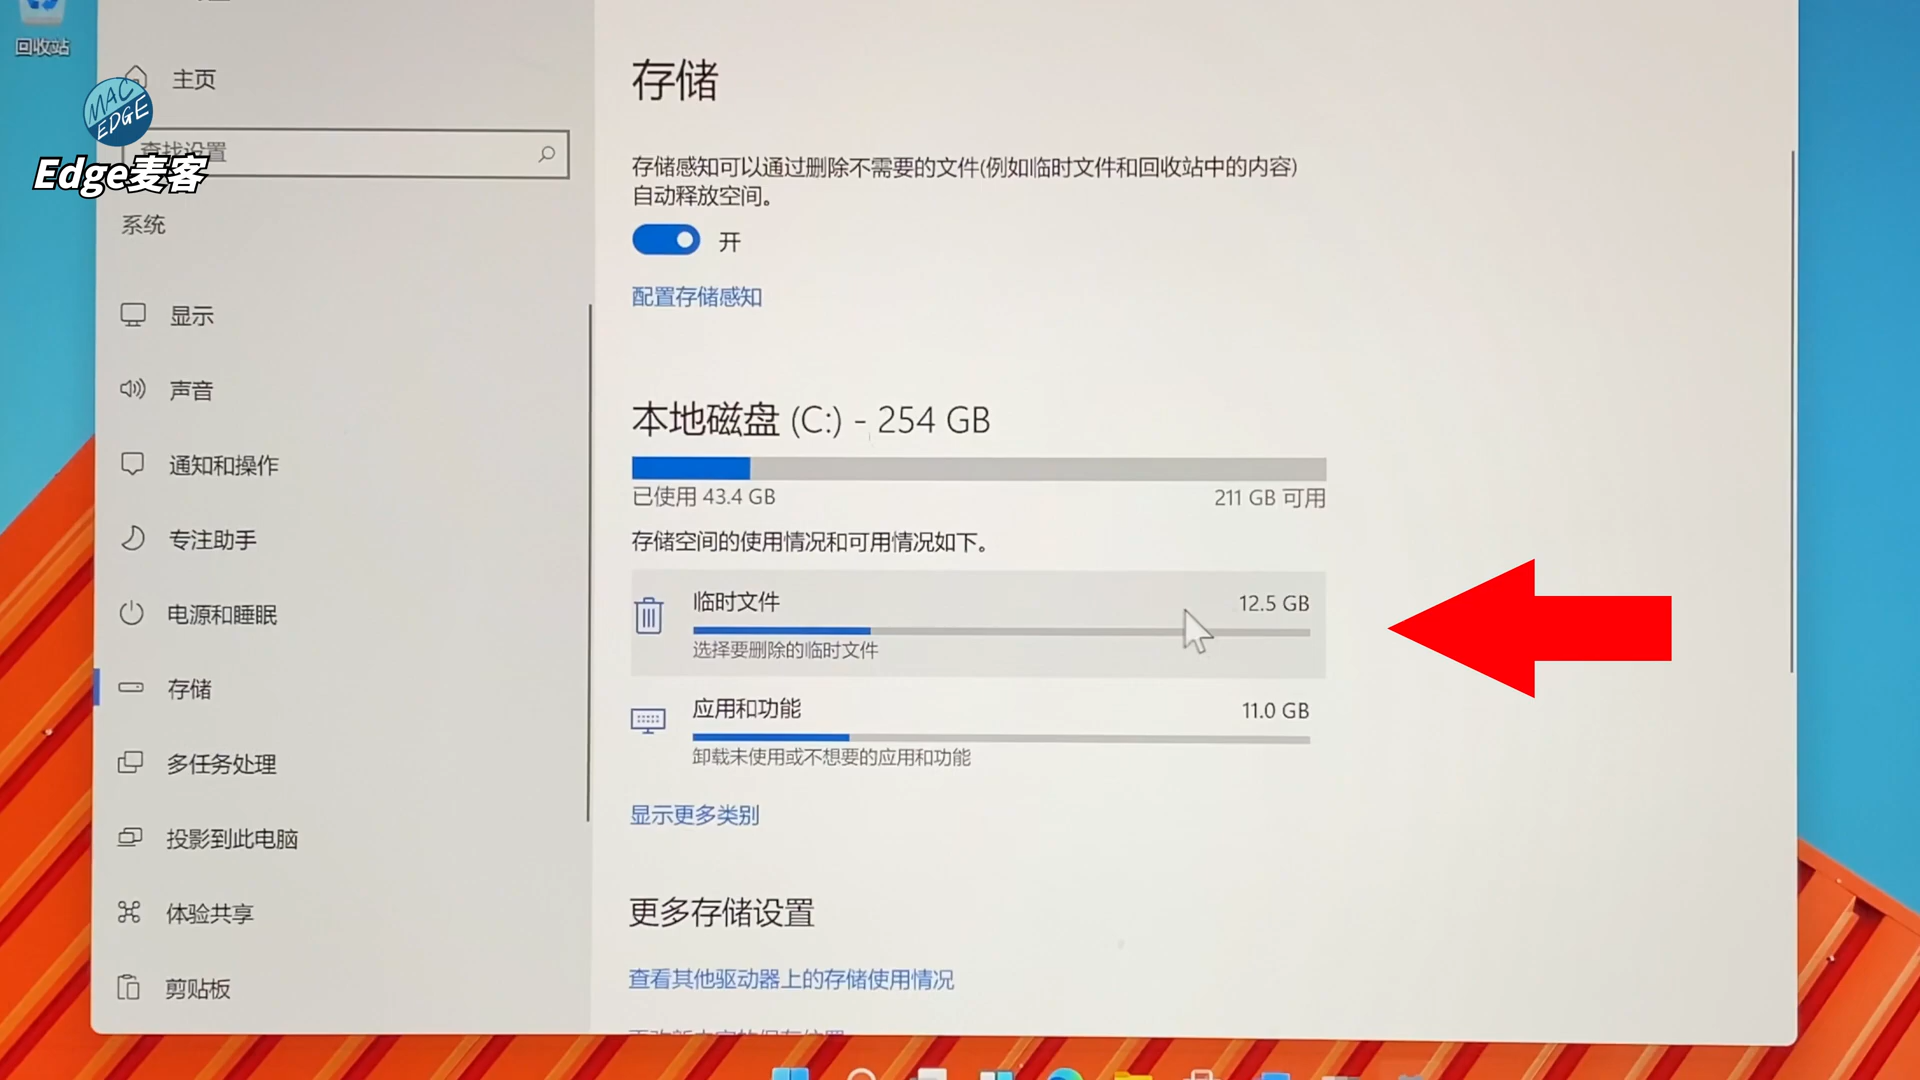 回收站
主页
MAC
EDGE
Edge麦客
查找设置
系统
显示
声音
通知和操作
专注助手
电源和睡眠
存储
多任务处理
投影到此电脑
体验共享
剪贴板
存储
存储感知可以通过删除不需要的文件(例如临时文件和回收站中的内容)
自动释放空间。
开
配置存储感知
本地磁盘 (C:) - 254 GB
已使用 43.4 GB
211 GB 可用
存储空间的使用情况和可用情况如下。
临时文件
12.5 GB
选择要删除的临时文件
应用和功能
11.0 GB
卸载未使用或不想要的应用和功能
显示更多类别
更多存储设置
查看其他驱动器上的存储使用情况